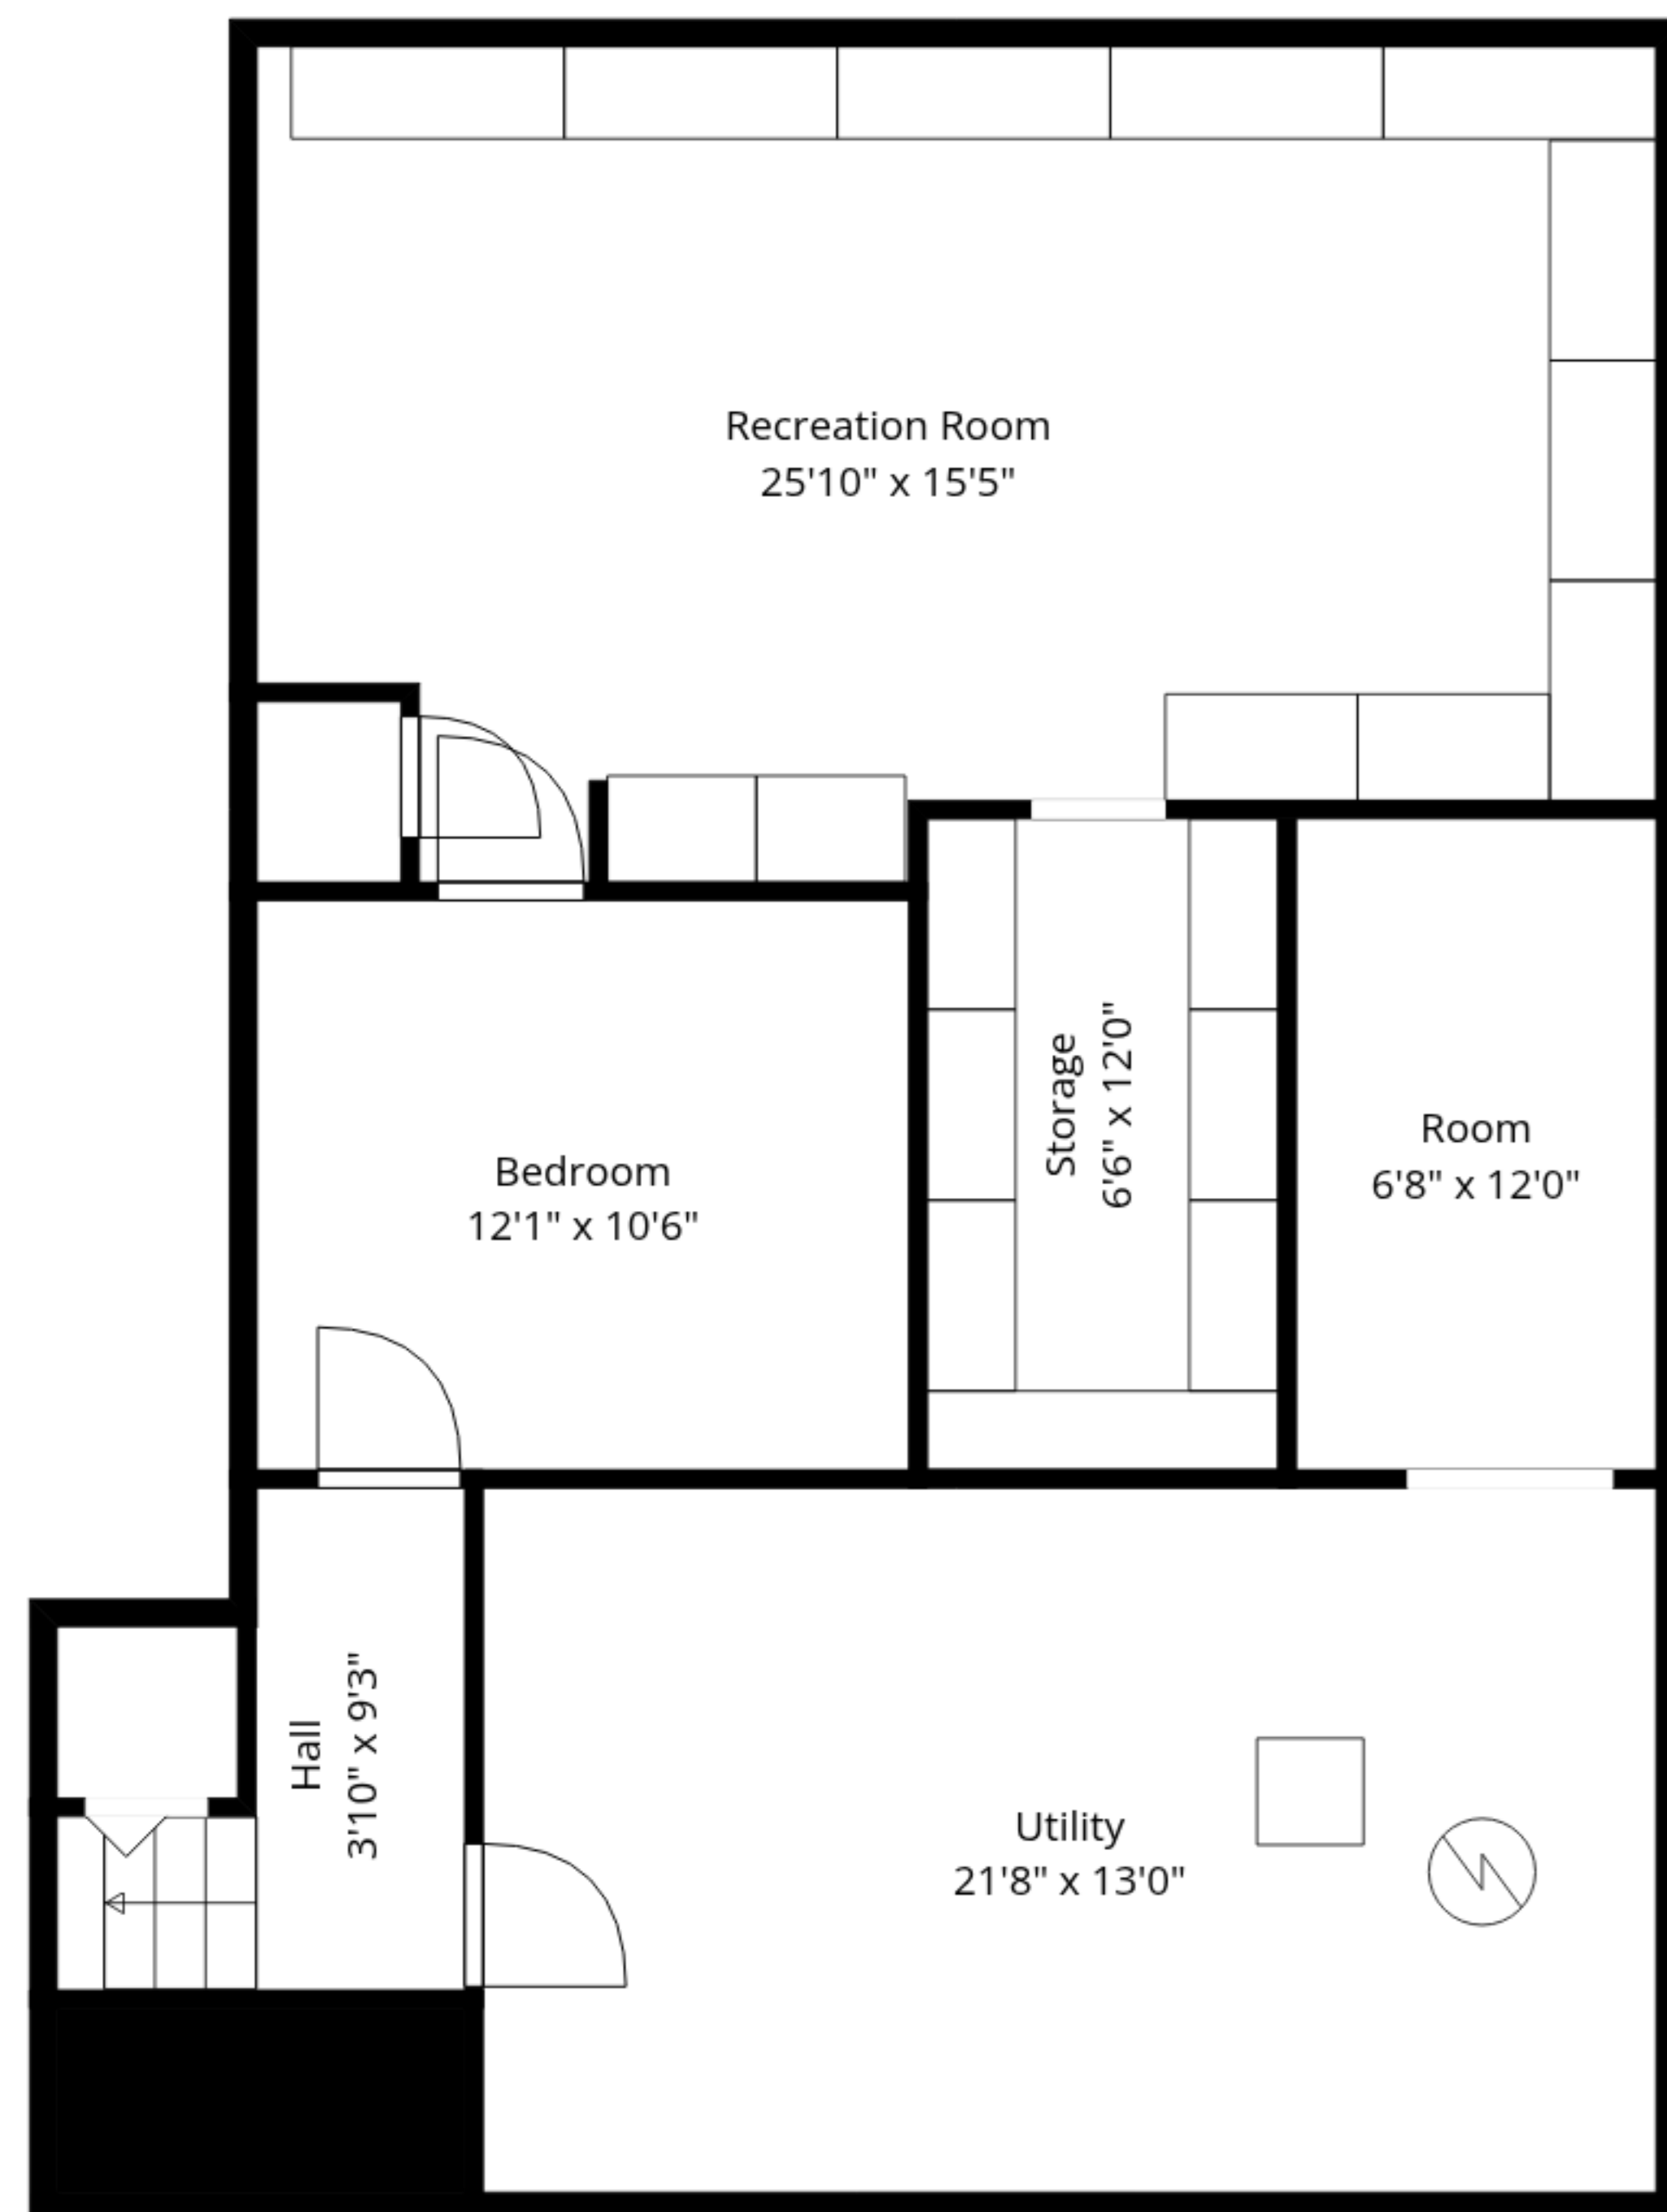 Recreation Room
25'10" x 15'5"
Storage
6'6" x 12'0"
Room
6'8" x 12'0"
Bedroom
12'1" x 10'6"
Hall
3'10" x 9'3"
Utility
21'8" x 13'0"